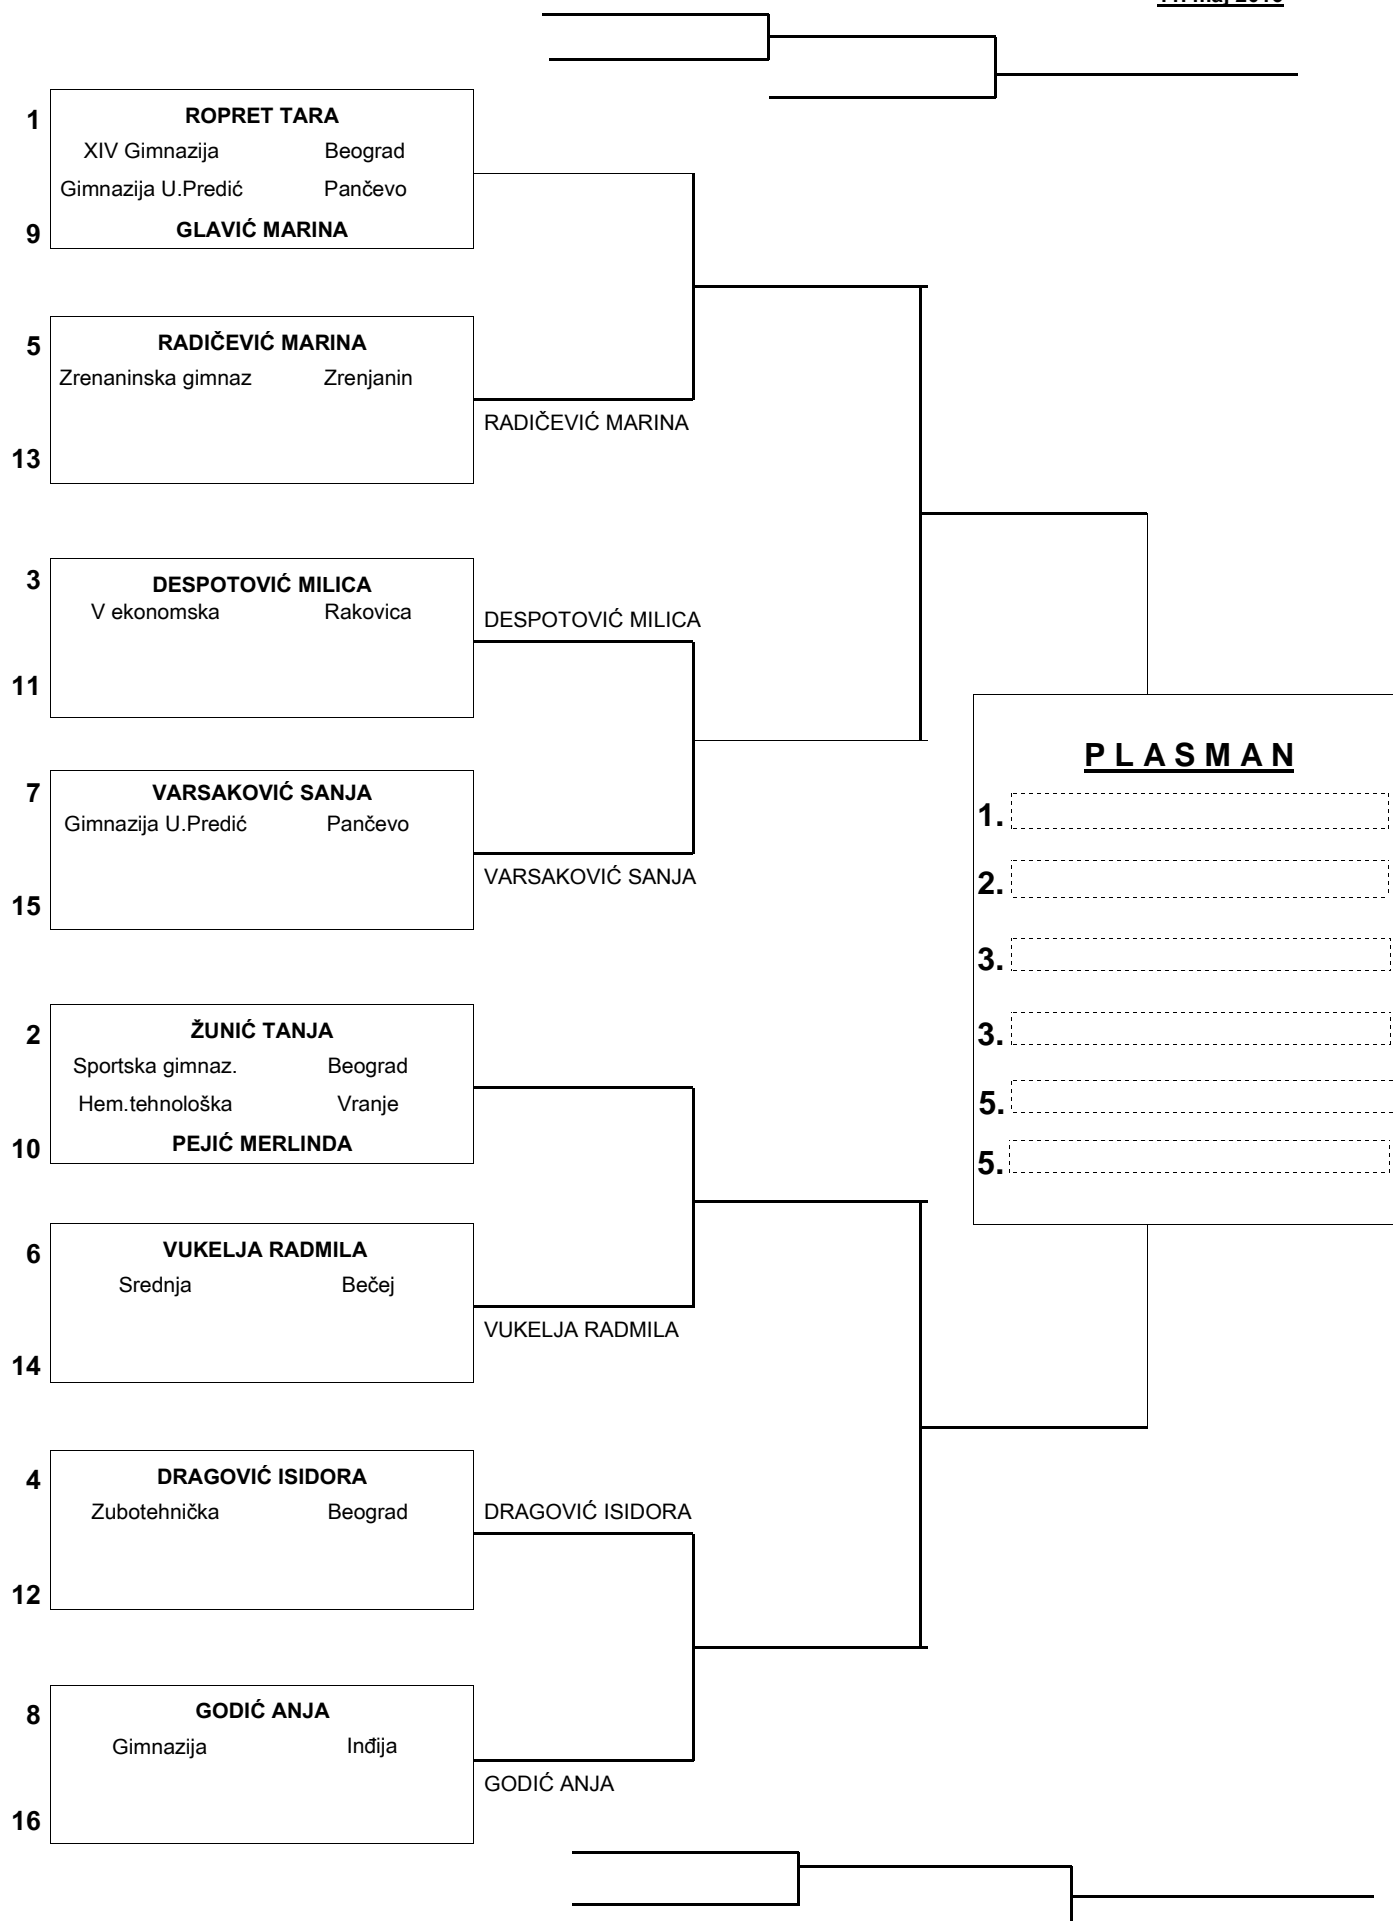 1 ROPRET TARA
XIV Gimnazija Beograd
Gimnazija U.Predić Pančevo
9 GLAVIĆ MARINA
5 RADIČEVIĆ MARINA
Zrenaninska gimnaz Zrenjanin
RADIČEVIĆ MARINA
13
3 DESPOTOVIĆ MILICA
V ekonomska Rakovica
DESPOTOVIĆ MILICA
11
PLASMAN
7 VARSAKOVIĆ SANJA
Gimnazija U.Predić Pančevo
1.
VARSAKOVIĆ SANJA
2.
15
3.
2 ŽUNIĆ TANJA
3.
Sportska gimnaz. Beograd
Hem.tehnološka Vranje
5.
10 PEJIĆ MERLINDA
5.
6 VUKELJA RADMILA
Srednja Bečej
VUKELJA RADMILA
14
4 DRAGOVIĆ ISIDORA
Zubotehnička Beograd
DRAGOVIĆ ISIDORA
12
8 GODIĆ ANJA
Gimnazija Inđija
GODIĆ ANJA
16